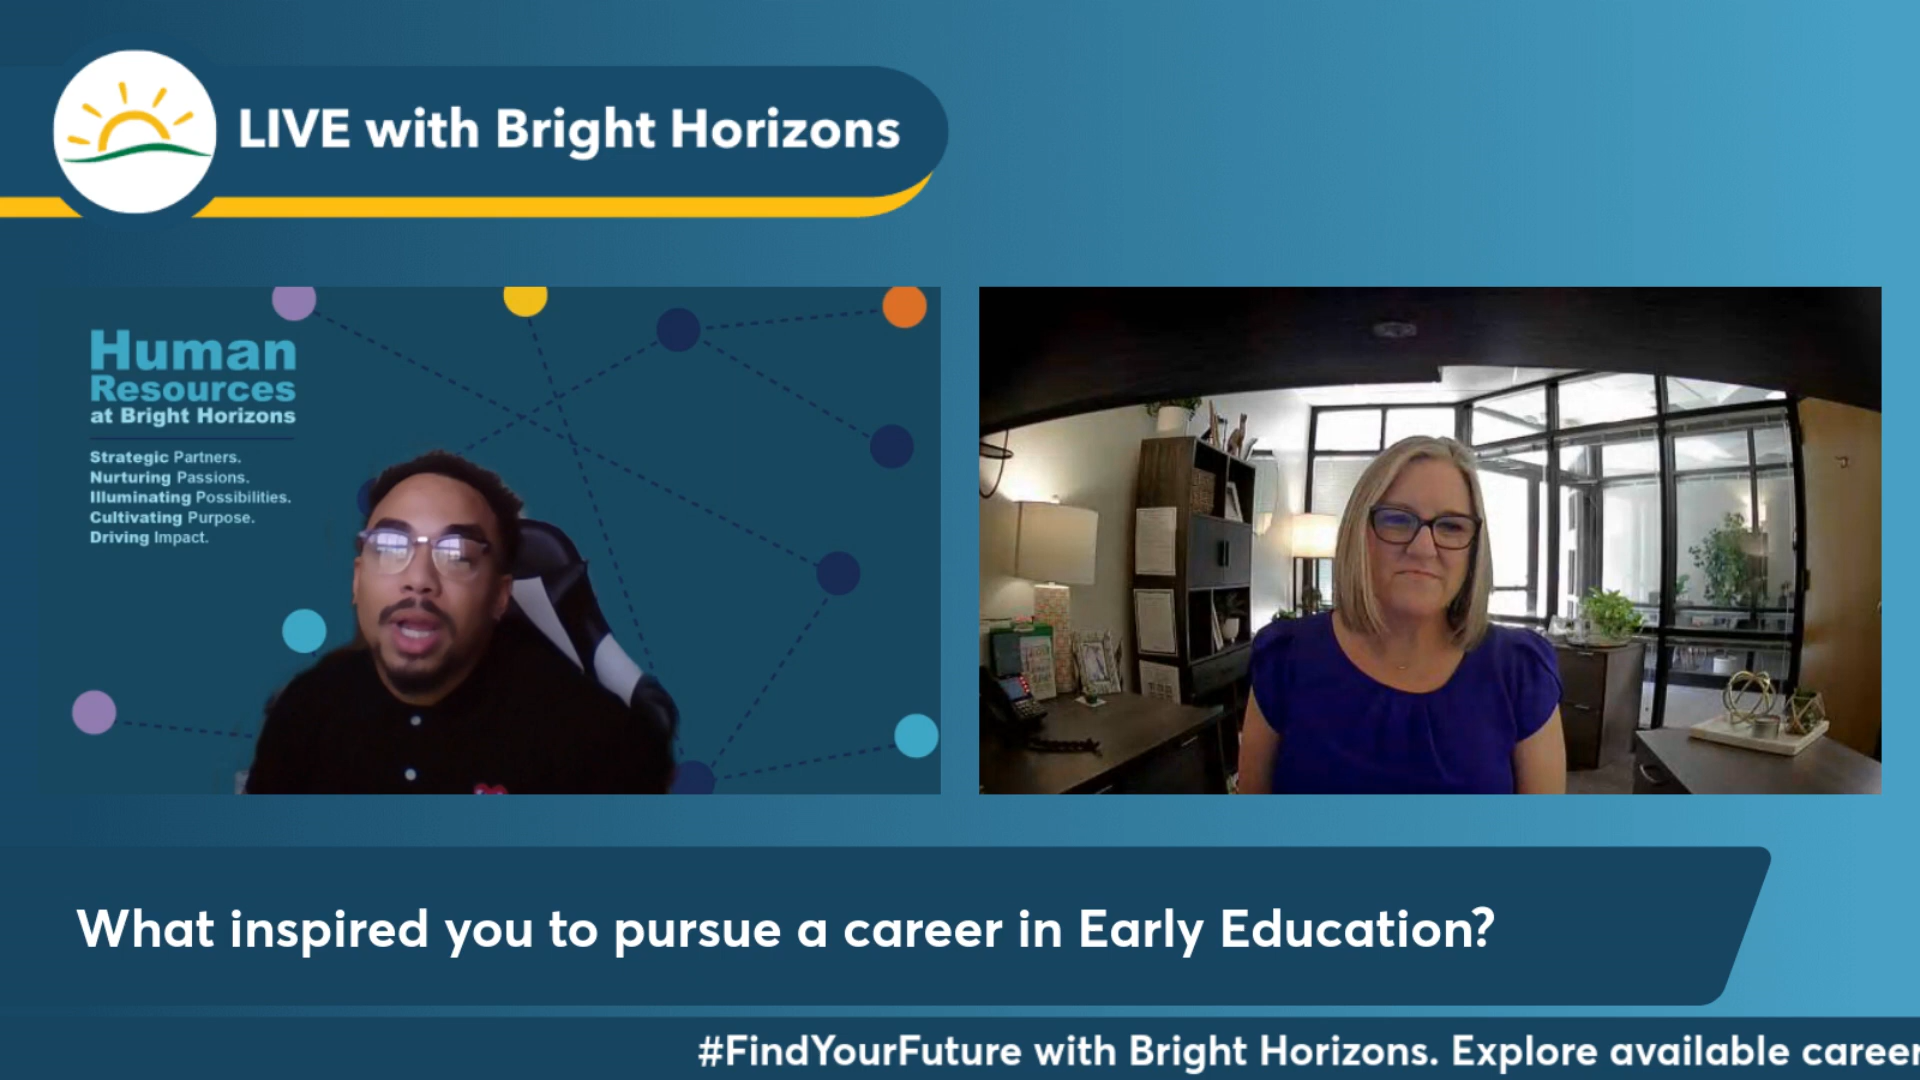 LIVE with Bright Horizons
Human
Resources
at Bright Horizons
Strategic Partners.
Nurturing Passions.
Illuminating Possibilities.
Cultivating Purpose.
Driving Impact.
What inspired you to pursue a career in Early Education?
#FindYourFuture with Bright Horizons. Explore available career